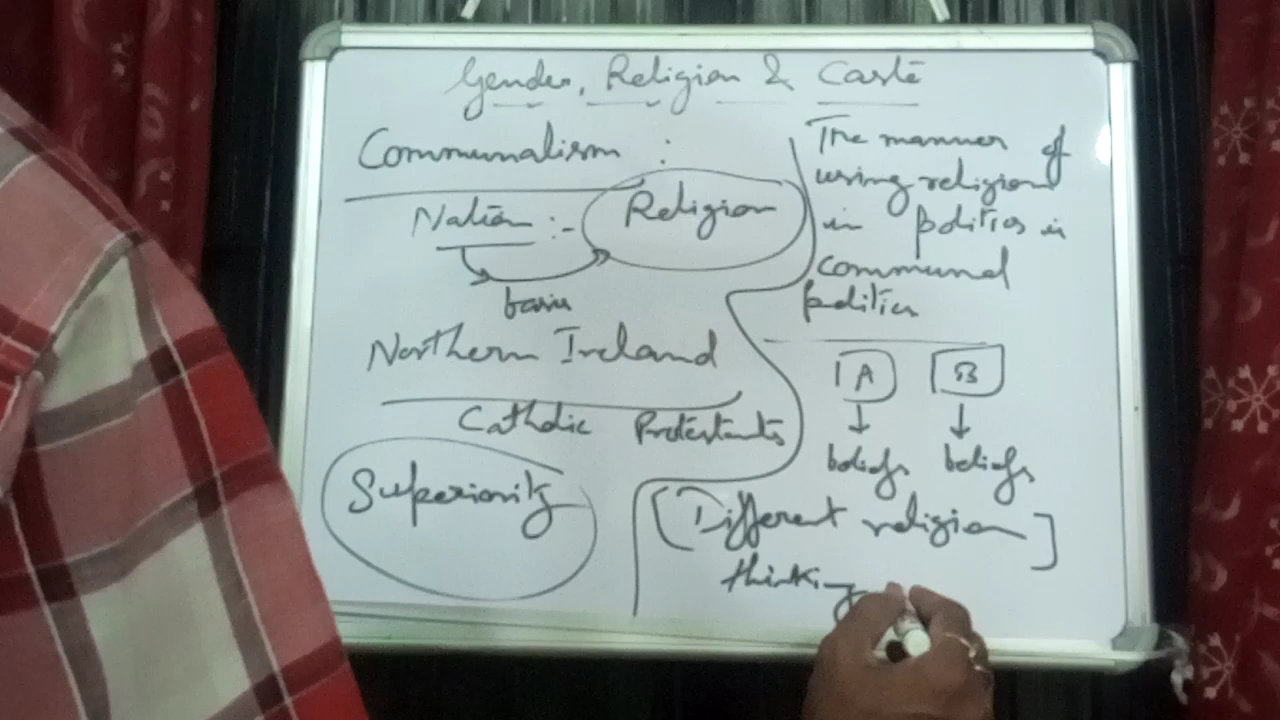 Gender, Religion & Caste
Communalism :
Nation :- Religion
basis
Northern Ireland
Catholic Protestants
Superiority
The manner of
using religion
in politics is
communal
politics
A B
beliefs beliefs
[Different religion]
thinking